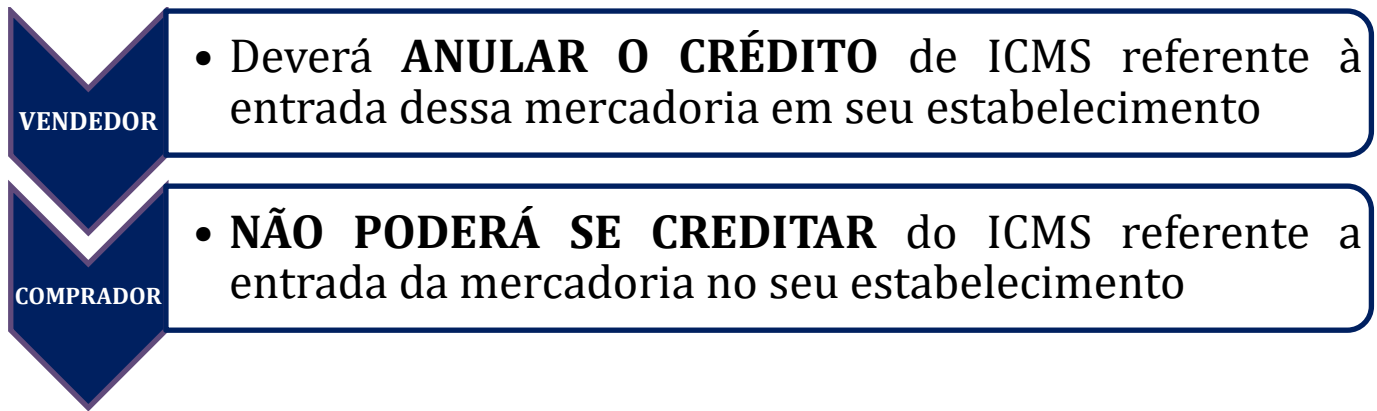 VENDEDOR
• Deverá ANULAR O CRÉDITO de ICMS referente à
entrada dessa mercadoria em seu estabelecimento
COMPRADOR
• NÃO PODERÁ SE CREDITAR do ICMS referente a
entrada da mercadoria no seu estabelecimento